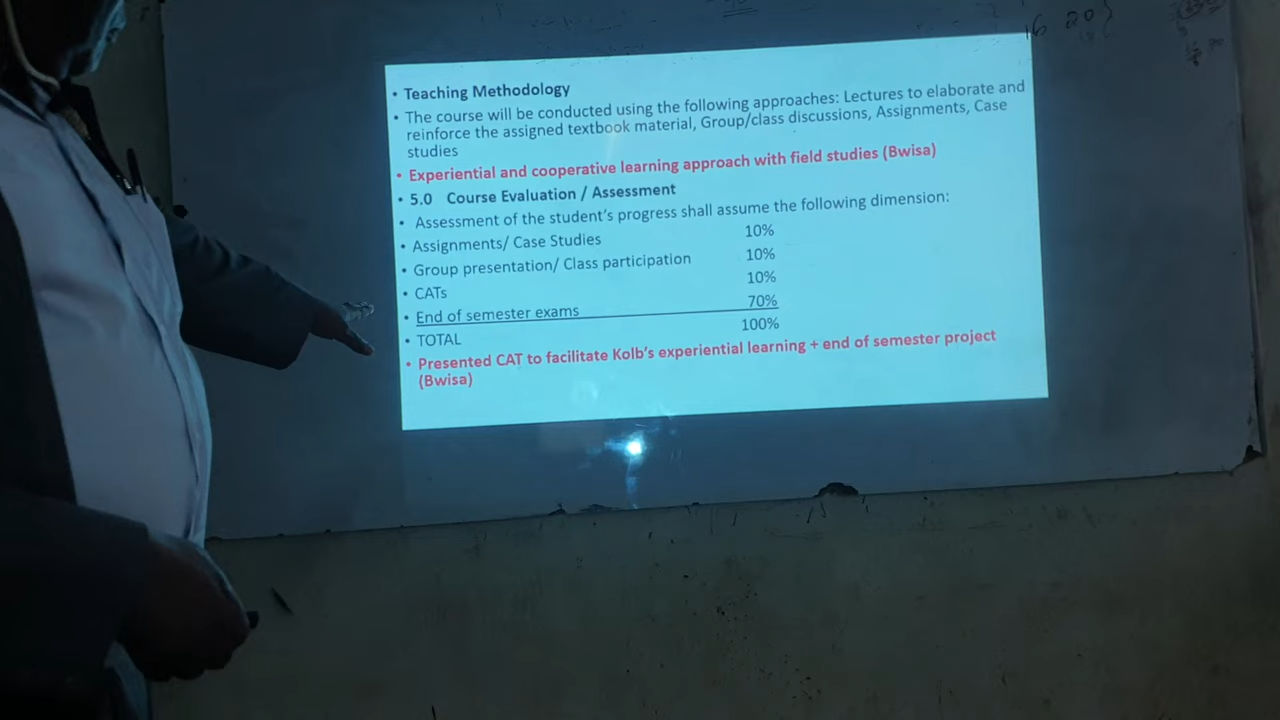 16 20}
• Teaching Methodology
• The course will be conducted using the following approaches: Lectures to elaborate and
reinforce the assigned textbook material, Group/class discussions, Assignments, Case
studies
• Experiential and cooperative learning approach with field studies (Bwisa)
• 5.0 Course Evaluation / Assessment
• Assessment of the student's progress shall assume the following dimension:
• Assignments/ Case Studies 10%
• Group presentation/ Class participation 10%
• CATs 10%
• End of semester exams 70%
• TOTAL 100%
• Presented CAT to facilitate Kolb's experiential learning + end of semester project
(Bwisa)